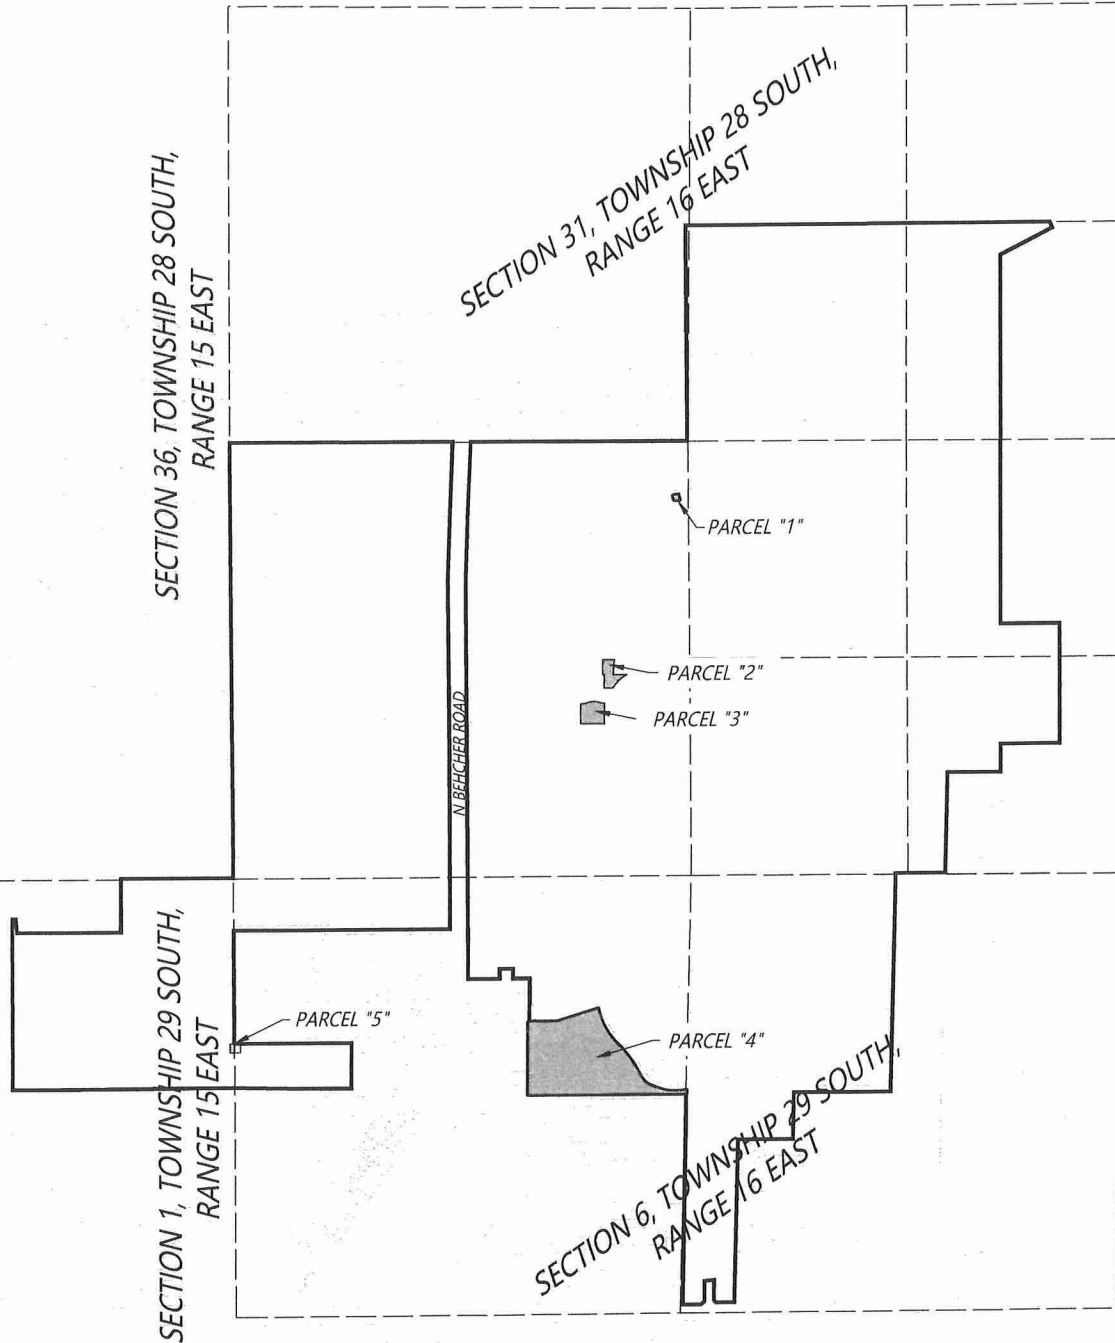 SECTION 31, TOWNSHIP 28 SOUTH,
RANGE 16 EAST
SECTION 36, TOWNSHIP 28 SOUTH,
RANGE 15 EAST
PARCEL "1"
PARCEL "2"
PARCEL "3"
N BEHCHER ROAD
SECTION 1, TOWNSHIP 29 SOUTH,
RANGE 15 EAST
PARCEL "5"
PARCEL "4"
SECTION 6, TOWNSHIP 29 SOUTH,
RANGE 16 EAST